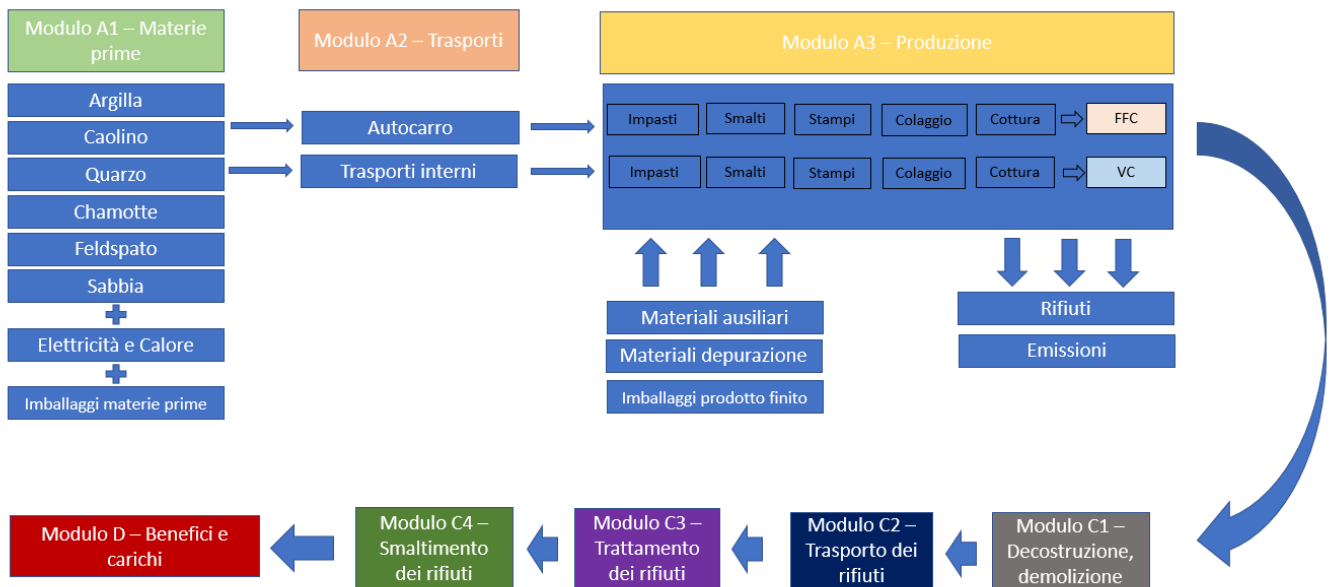 Modulo A1 – Materie
prime
Modulo A2 – Trasporti
Modulo A3 – Produzione
Argilla
Caolino
Quarzo
Chamotte
Feldspato
Sabbia
Elettricità e Calore
Imballaggi materie prime
Autocarro
Trasporti interni
Impasti
Smalti
Stampi
Colaggio
Cottura
FFC
Impasti
Smalti
Stampi
Colaggio
Cottura
VC
Materiali ausiliari
Materiali depurazione
Imballaggi prodotto finito
Rifiuti
Emissioni
Modulo D – Benefici e
carichi
Modulo C4 –
Smaltimento
dei rifiuti
Modulo C3 –
Trattamento
dei rifiuti
Modulo C2 –
Trasporto dei
rifiuti
Modulo C1 –
Decostruzione,
demolizione